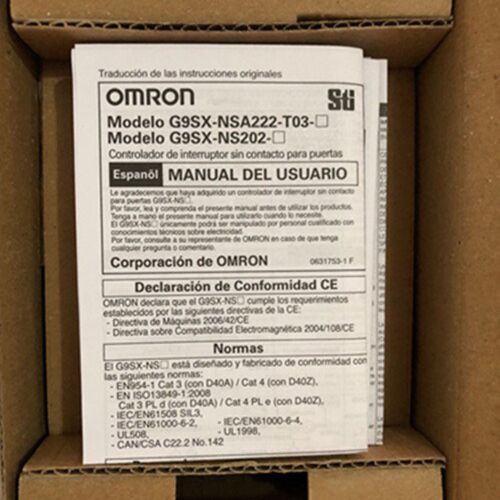 Traducción de las instrucciones originales
OMRON Sti
Modelo G9SX-NSA222-T03-□
Modelo G9SX-NS202-□
Controlador de interruptor sin contacto para puertas
Español MANUAL DEL USUARIO
Le agradecemos que haya adquirido un controlador de interruptor sin contacto
para puertas G9SX-NS□.
Por favor, lea y comprenda el presente manual antes de utilizar los productos.
Tenga a mano el presente manual para utilizarlo cuando lo necesite.
El G9SX-NS□ únicamente podrá ser manipulado por personal cualificado con
conocimientos técnicos sobre electricidad.
Por favor, consulte a su representante de OMRON en caso de que tenga
cualquier pregunta o comentario.
Corporación de OMRON 0631753-1 F
Declaración de Conformidad CE
OMRON declara que el G9SX-NS□ cumple los requerimientos
establecidos por las siguientes directivas de la CE:
- Directiva de Máquinas 2006/42/CE
- Directiva sobre Compatibilidad Electromagnética 2004/108/CE
Normas
El G9SX-NS□ está diseñado y fabricado de conformidad con
las siguientes normas:
- EN954-1 Cat 3 (con D40A) / Cat 4 (con D40Z),
- EN ISO13849-1:2008
Cat 3 PL d (con D40A) / Cat 4 PL e (con D40Z),
- IEC/EN61508 SIL3,
- IEC/EN61000-6-2, - IEC/EN61000-6-4,
- UL508, - UL1998,
- CAN/CSA C22.2 No.142